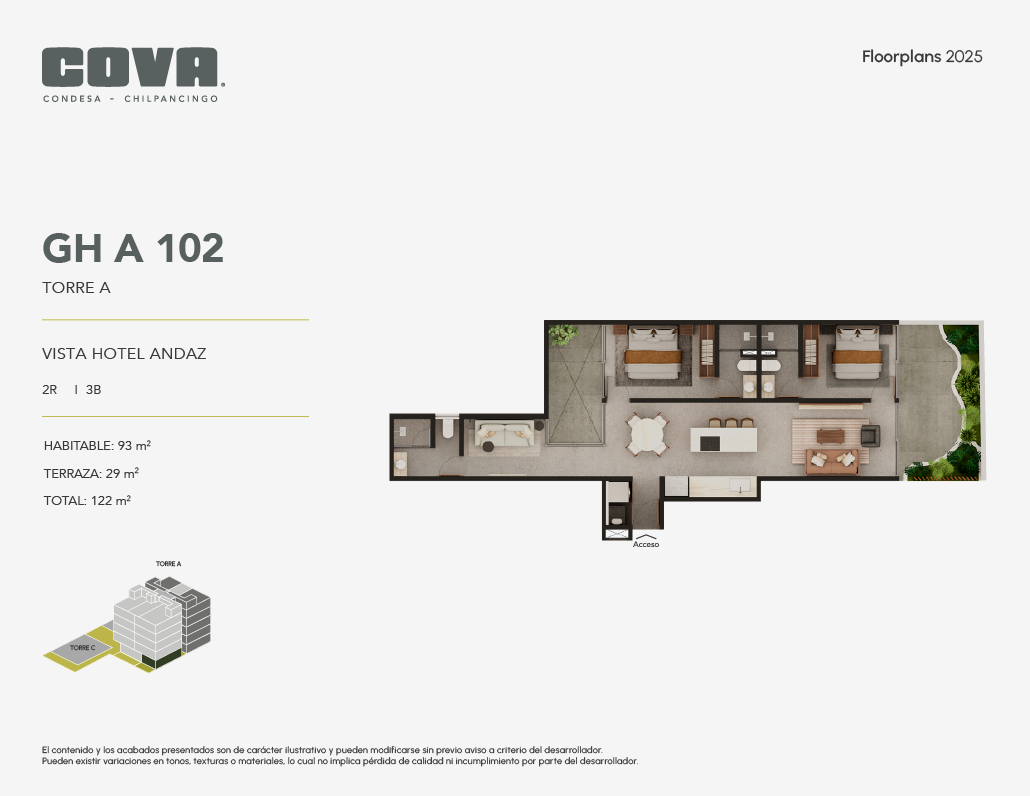 COVA.
CONDESA - CHILPANCINGO
Floorplans 2025
GH A 102
TORRE A
VISTA HOTEL ANDAZ
2R | 3B
HABITABLE: 93 m²
TERRAZA: 29 m²
TOTAL: 122 m²
Acceso
TORRE A
TORRE C
El contenido y los acabados presentados son de carácter ilustrativo y pueden modificarse sin previo aviso a criterio del desarrollador.
Pueden existir variaciones en tonos, texturas o materiales, lo cual no implica pérdida de calidad ni incumplimiento por parte del desarrollador.